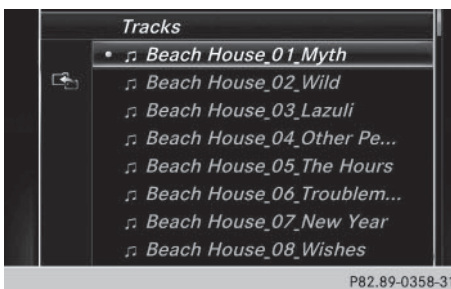 Tracks
Beach House_01_Myth
Beach House_02_Wild
Beach House_03_Lazuli
Beach House_04_Other Pe...
Beach House_05_The Hours
Beach House_06_Troublem...
Beach House_07_New Year
Beach House_08_Wishes
P82.89-0358-31